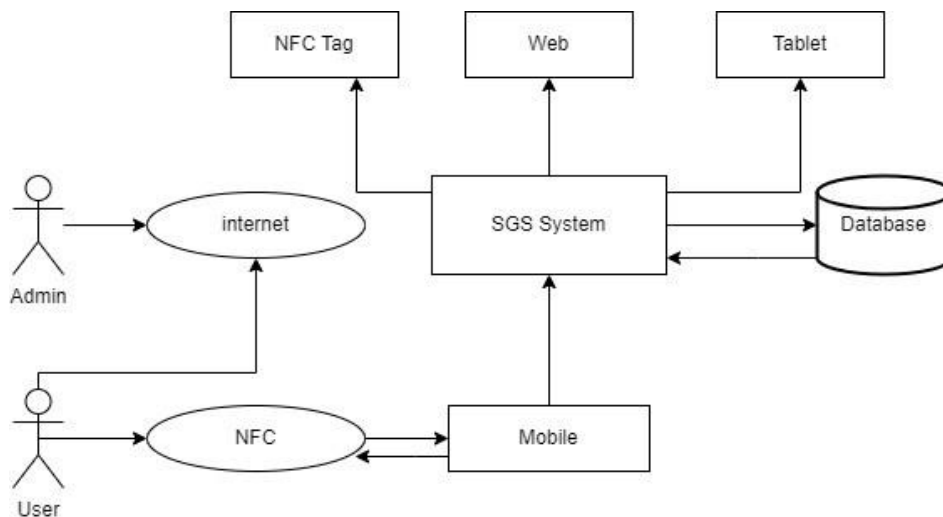 NFC Tag
Web
Tablet
internet
SGS System
Database
Admin
NFC
Mobile
User